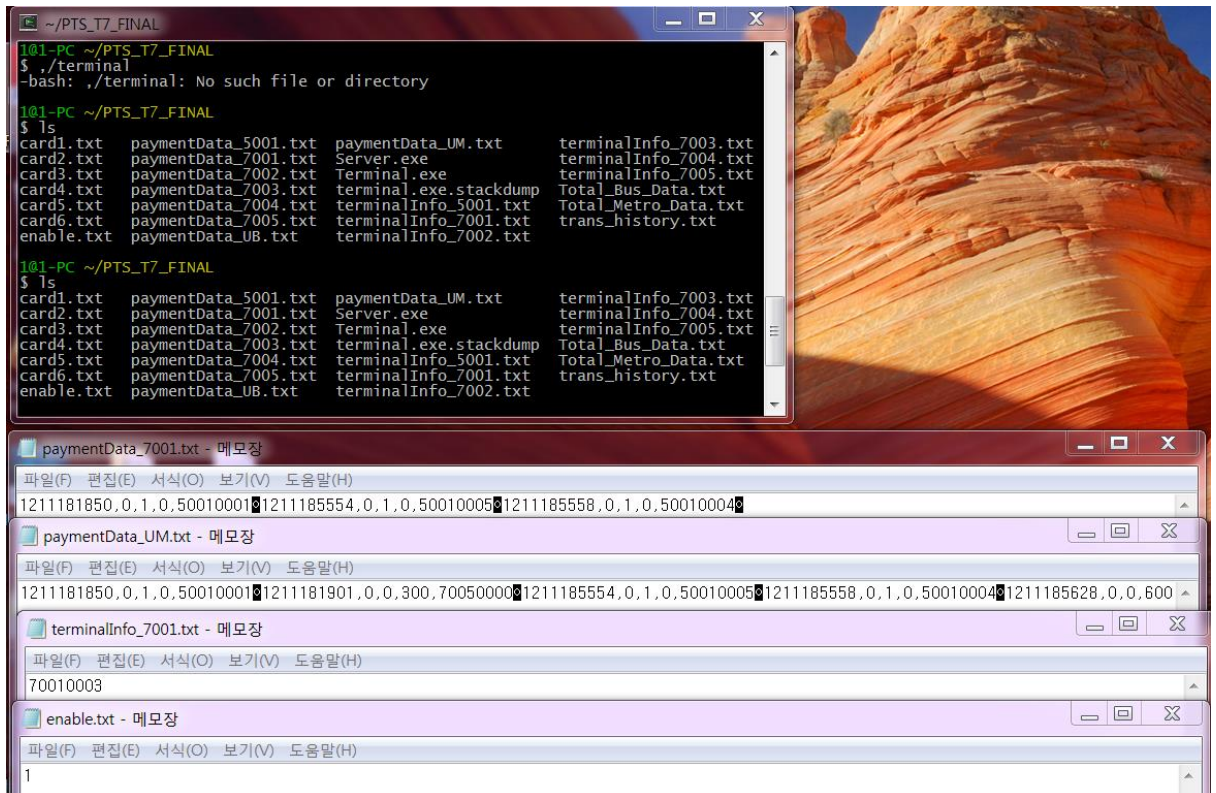 ~/PTS_T7_FINAL
1@1-PC ~/PTS_T7_FINAL
$ ,/terminal
-bash: ,/terminal: No such file or directory
1@1-PC ~/PTS_T7_FINAL
$ ls
card1.txt paymentData_5001.txt paymentData_UM.txt terminalInfo_7003.txt
card2.txt paymentData_7001.txt Server.exe terminalInfo_7004.txt
card3.txt paymentData_7002.txt Terminal.exe terminalInfo_7005.txt
card4.txt paymentData_7003.txt terminal.exe.stackdump Total_Bus_Data.txt
card5.txt paymentData_7004.txt terminalInfo_5001.txt Total_Metro_Data.txt
card6.txt paymentData_7005.txt terminalInfo_7001.txt trans_history.txt
enable.txt paymentData_UB.txt terminalInfo_7002.txt
1@1-PC ~/PTS_T7_FINAL
$ ls
card1.txt paymentData_5001.txt paymentData_UM.txt terminalInfo_7003.txt
card2.txt paymentData_7001.txt Server.exe terminalInfo_7004.txt
card3.txt paymentData_7002.txt Terminal.exe terminalInfo_7005.txt
card4.txt paymentData_7003.txt terminal.exe.stackdump Total_Bus_Data.txt
card5.txt paymentData_7004.txt terminalInfo_5001.txt Total_Metro_Data.txt
card6.txt paymentData_7005.txt terminalInfo_7001.txt trans_history.txt
enable.txt paymentData_UB.txt terminalInfo_7002.txt
paymentData_7001.txt - 메모장
파일(F) 편집(E) 서식(O) 보기(V) 도움말(H)
1211181850,0,1,0,50010001◙1211185554,0,1,0,50010005◙1211185558,0,1,0,50010004◙
paymentData_UM.txt - 메모장
파일(F) 편집(E) 서식(O) 보기(V) 도움말(H)
1211181850,0,1,0,50010001◙1211181901,0,0,300,70050000◙1211185554,0,1,0,50010005◙1211185558,0,1,0,50010004◙1211185628,0,0,600
terminalInfo_7001.txt - 메모장
파일(F) 편집(E) 서식(O) 보기(V) 도움말(H)
70010003
enable.txt - 메모장
파일(F) 편집(E) 서식(O) 보기(V) 도움말(H)
1